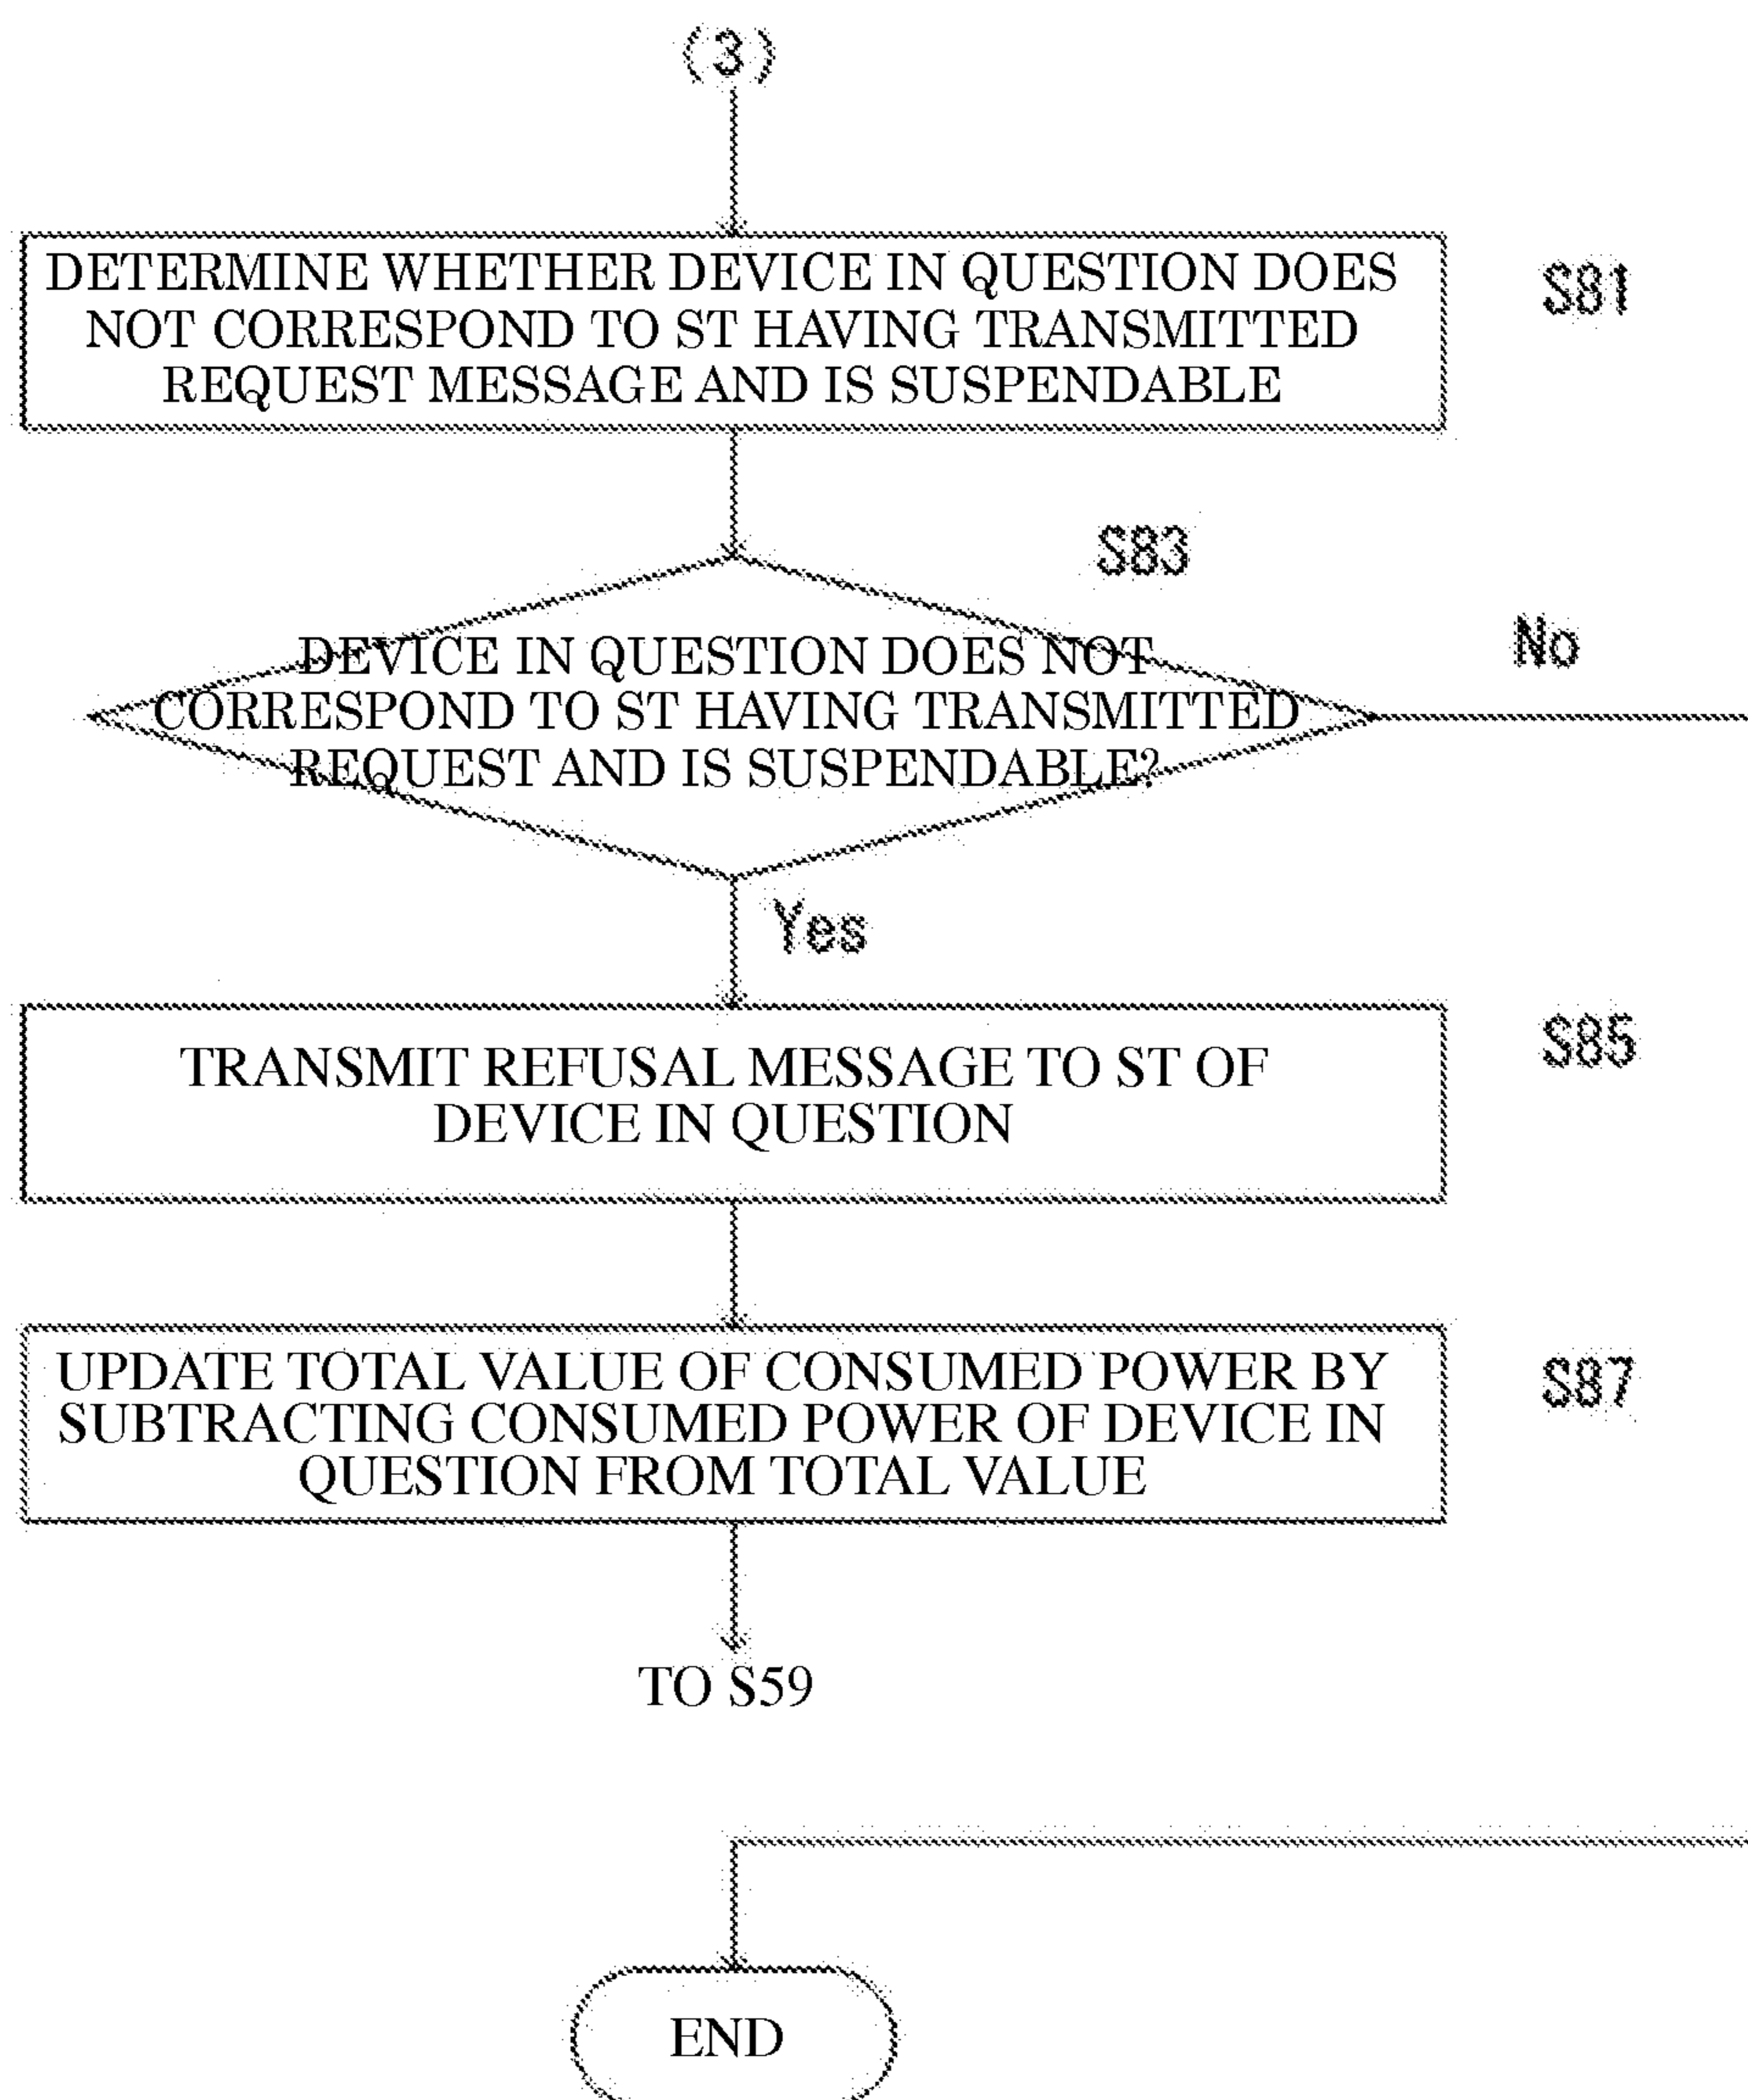 (3)
DETERMINE WHETHER DEVICE IN QUESTION DOES
NOT CORRESPOND TO ST HAVING TRANSMITTED
REQUEST MESSAGE AND IS SUSPENDABLE
S81
S83
DEVICE IN QUESTION DOES NOT
CORRESPOND TO ST HAVING TRANSMITTED
REQUEST AND IS SUSPENDABLE?
No
Yes
TRANSMIT REFUSAL MESSAGE TO ST OF
DEVICE IN QUESTION
S85
UPDATE TOTAL VALUE OF CONSUMED POWER BY
SUBTRACTING CONSUMED POWER OF DEVICE IN
QUESTION FROM TOTAL VALUE
S87
TO S59
END